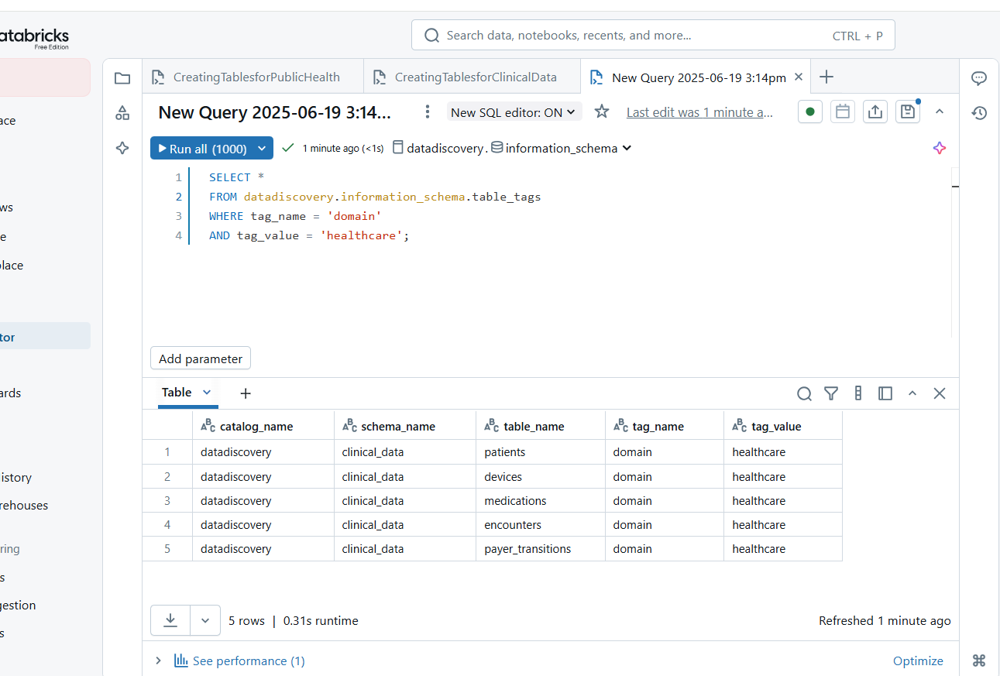 atabricks
Free Edition
Search data, notebooks, recents, and more...
CTRL + P
ace
ws
e
place
tor
ards
istory
rehouses
ring
s
gestion
s
CreatingTablesforPublicHealth
CreatingTablesforClinicalData
New Query 2025-06-19 3:14pm
New Query 2025-06-19 3:14...
New SQL editor: ON
Last edit was 1 minute a...
Run all (1000)
1 minute ago (<1s)
datadiscovery.information_schema
1 SELECT *
2 FROM datadiscovery.information_schema.table_tags
3 WHERE tag_name = 'domain'
4 AND tag_value = 'healthcare';
Add parameter
Table
catalog_name schema_name table_name tag_name tag_value
1 datadiscovery clinical_data patients domain healthcare
2 datadiscovery clinical_data devices domain healthcare
3 datadiscovery clinical_data medications domain healthcare
4 datadiscovery clinical_data encounters domain healthcare
5 datadiscovery clinical_data payer_transitions domain healthcare
5 rows | 0.31s runtime
Refreshed 1 minute ago
See performance (1)
Optimize